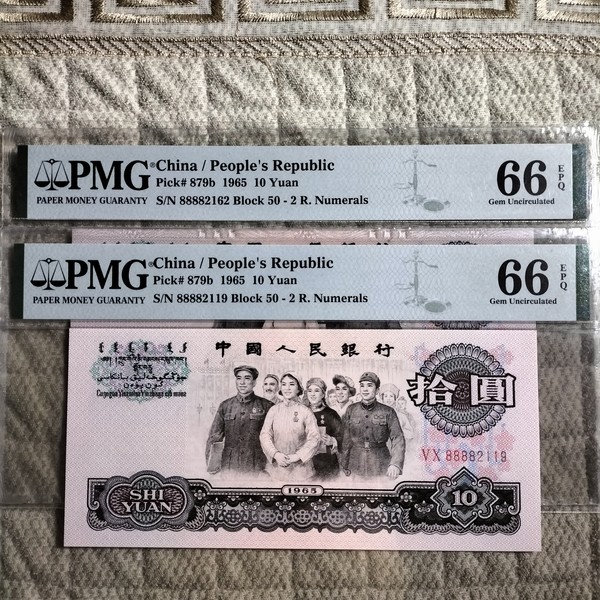 PMG
PAPER MONEY GUARANTY
China / People's Republic
Pick# 879b 1965 10 Yuan
S/N 88882162 Block 50 - 2 R. Numerals
66 EPQ
Gem Uncirculated
PMG
PAPER MONEY GUARANTY
China / People's Republic
Pick# 879b 1965 10 Yuan
S/N 88882119 Block 50 - 2 R. Numerals
66 EPQ
Gem Uncirculated
中國人民銀行
拾圓
VX 88882119
1965
SHI
YUAN
10